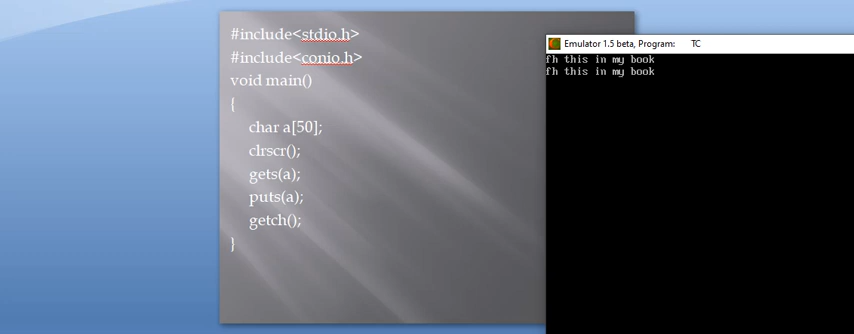 #include<stdio.h>
#include<conio.h>
void main()
{
char a[50];
clrscr();
gets(a);
puts(a);
getch();
}
Emulator 1.5 beta, Program: TC
fh this in my book
fh this in my book